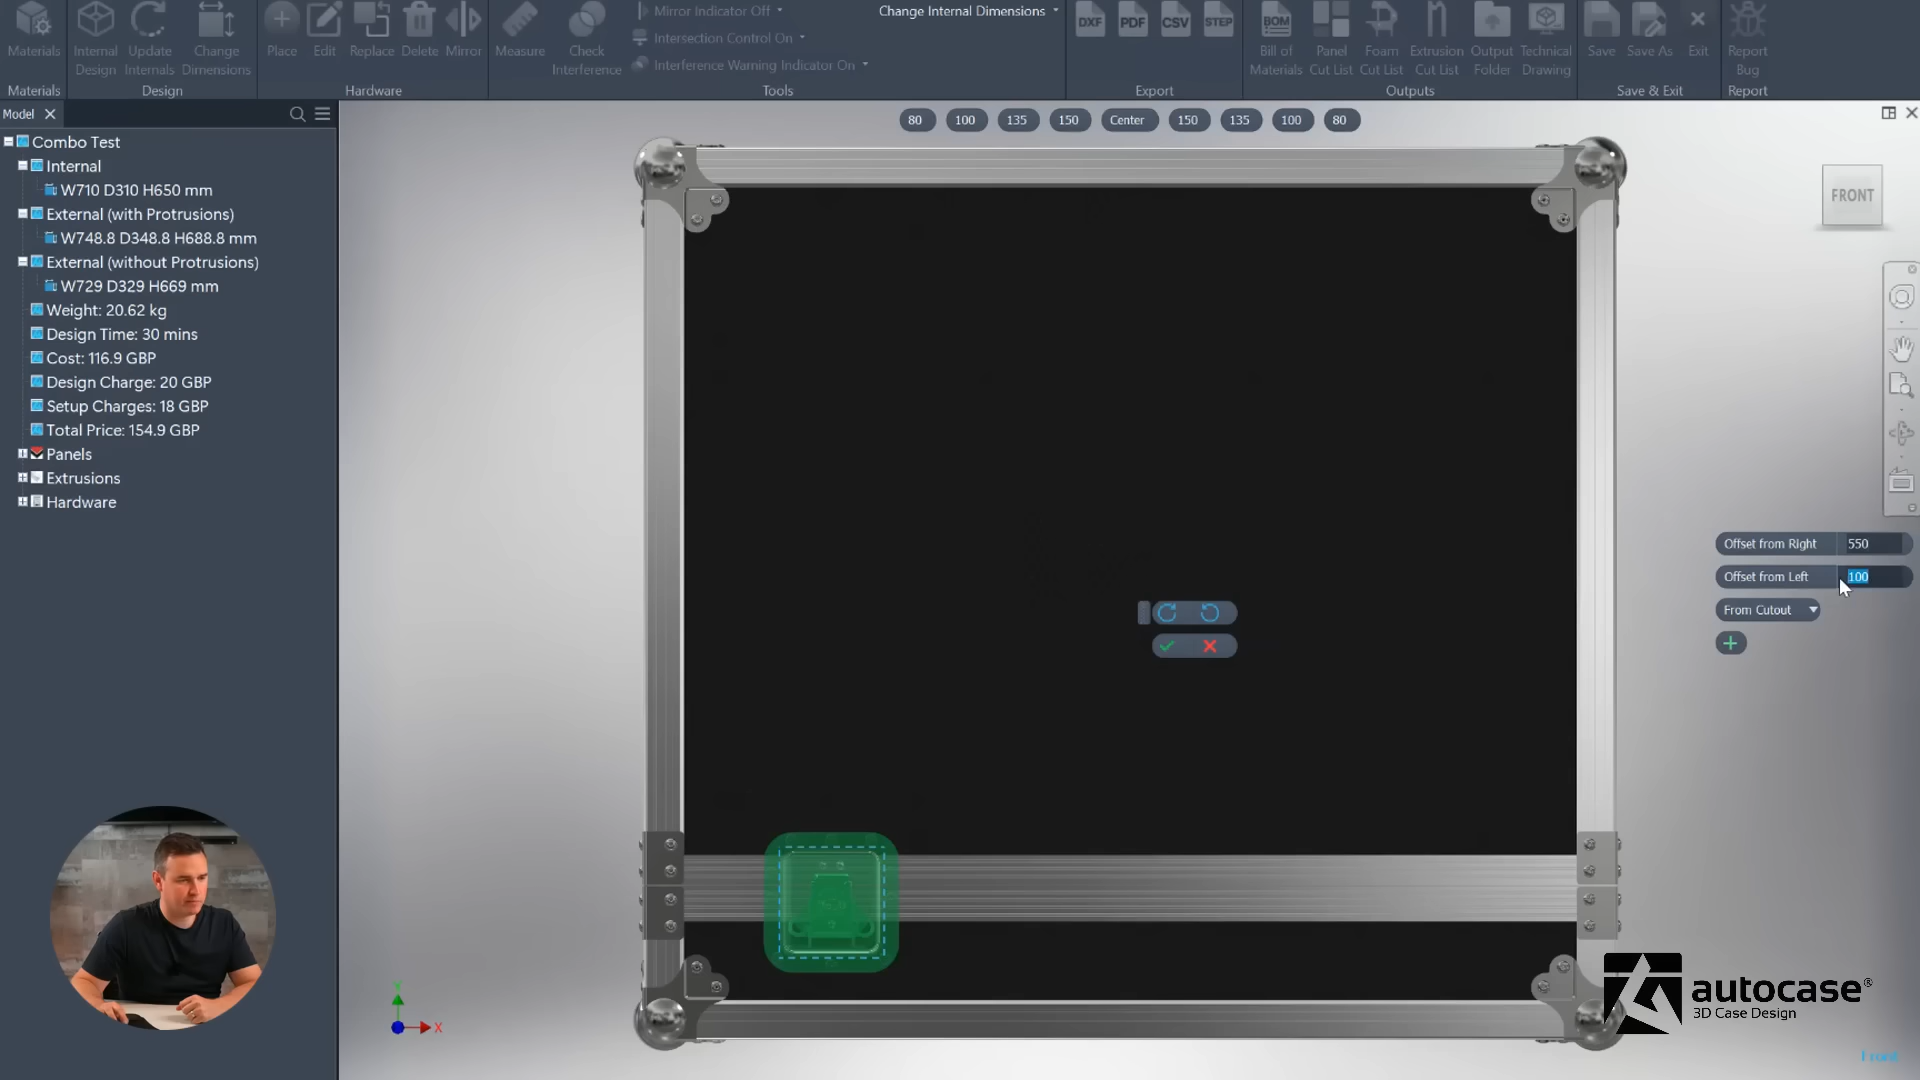 Materials
Internal
Design
Update
Internals
Change
Dimensions
Place
Edit
Replace
Delete
Mirror
Measure
Check
Interference
Mirror Indicator Off
Intersection Control On
Interference Warning Indicator On
Change Internal Dimensions
DXF
PDF
CSV
STEP
BOM
Bill of
Materials
Panel
Cut List
Foam
Cut List
Extrusion
Cut List
Output
Folder
Technical
Drawing
Save
Save As
Exit
Report
Bug
Materials
Design
Hardware
Tools
Export
Outputs
Save & Exit
Report
Model
80
100
135
150
Center
150
135
100
80
Combo Test
Internal
W710 D310 H650 mm
External (with Protrusions)
W748.8 D348.8 H688.8 mm
External (without Protrusions)
W729 D329 H669 mm
Weight: 20.62 kg
Design Time: 30 mins
Cost: 116.9 GBP
Design Charge: 20 GBP
Setup Charges: 18 GBP
Total Price: 154.9 GBP
Panels
Extrusions
Hardware
FRONT
Offset from Right 550
Offset from Left 100
From Cutout
Y
X
autocase®
3D Case Design
Front